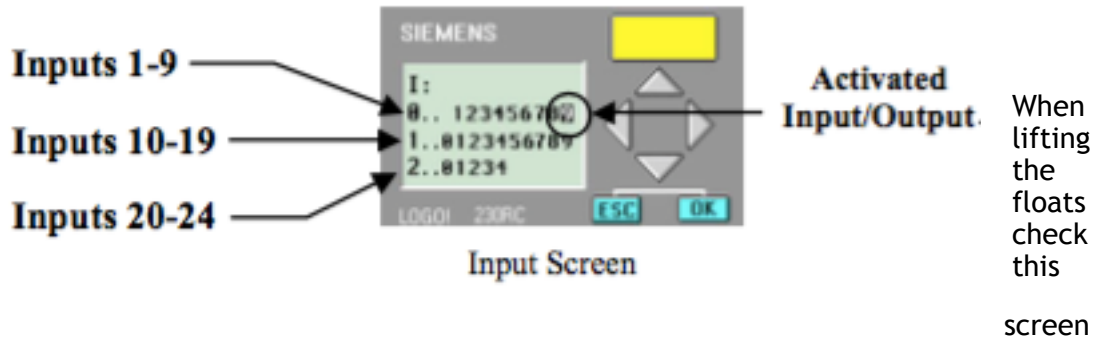 SIEMENS
Inputs 1-9
I:
0.. 12345678
Activated
Input/Output.
Inputs 10-19
1..0123456789
Inputs 20-24
2..01234
LOGO! 230RC
ESC
OK
Input Screen
When
lifting
the
floats
check
this
screen